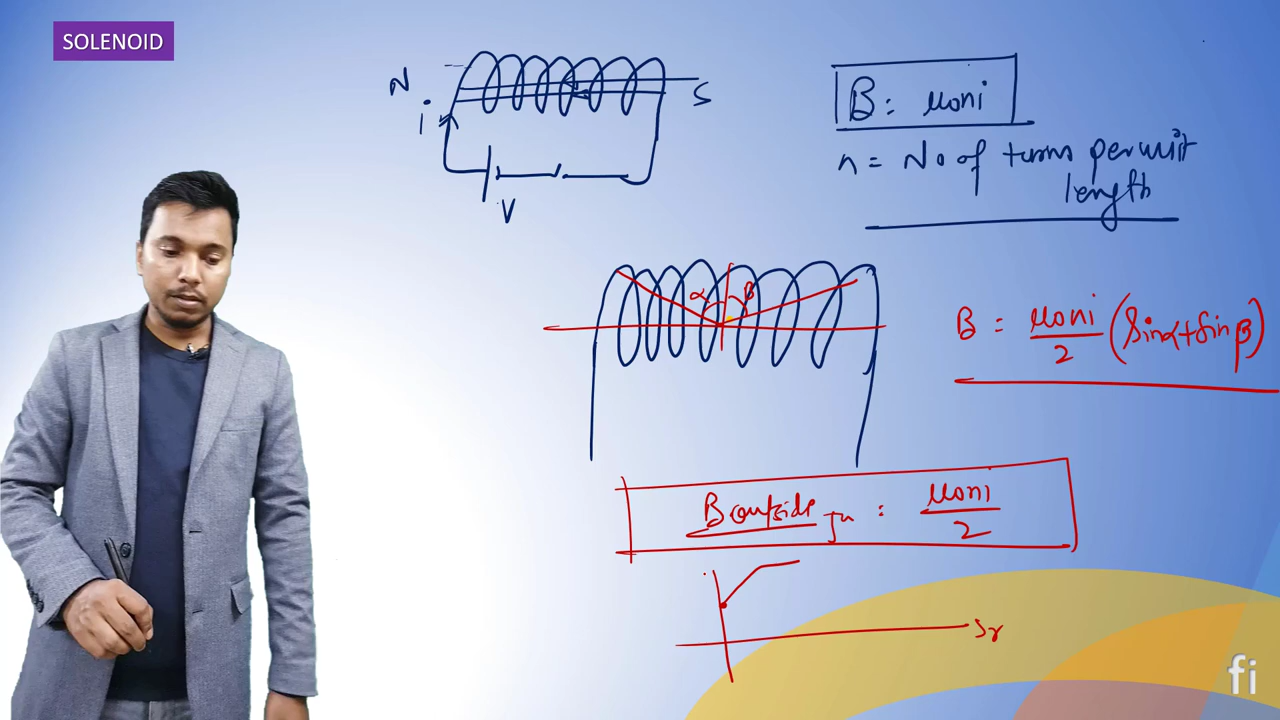 SOLENOID
N
S
i
V
B = μ₀ni
n = No of turns per unit
length
α β
B = μ₀ni/2 (Sinα+Sinβ)
B outside = μ₀ni/2
fi